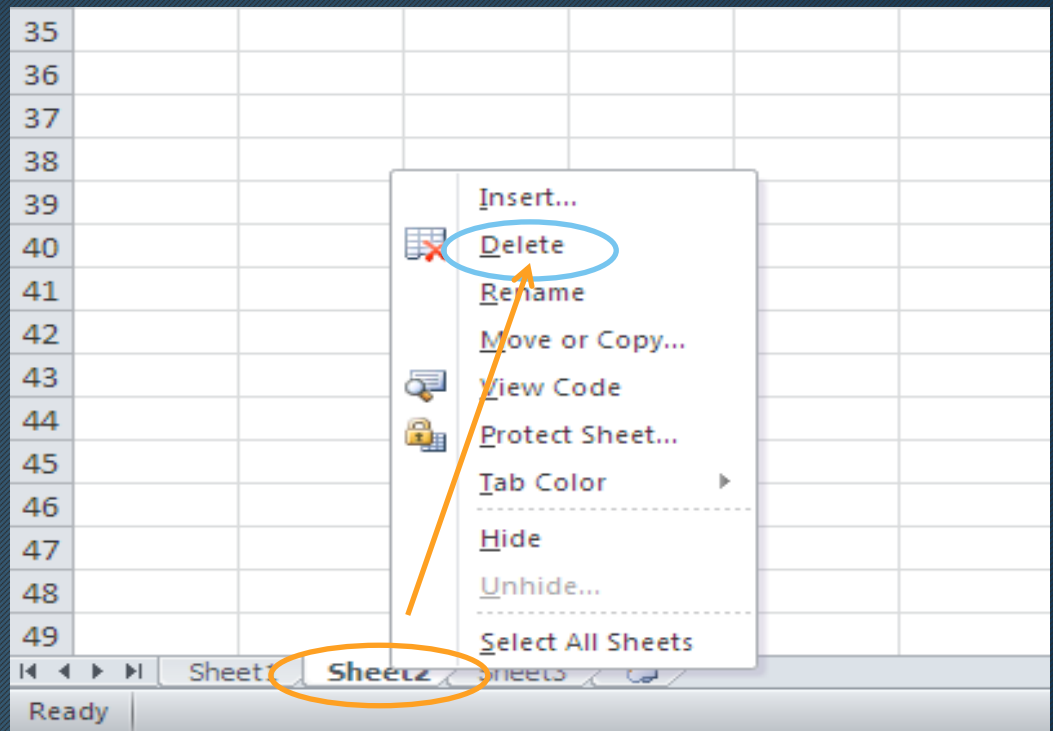 35
36
37
38
39
40
41
42
43
44
45
46
47
48
49
Insert...
Delete
Rename
Move or Copy...
View Code
Protect Sheet...
Tab Color
Hide
Unhide...
Select All Sheets
Sheet1 Sheet2 Sheet3
Ready